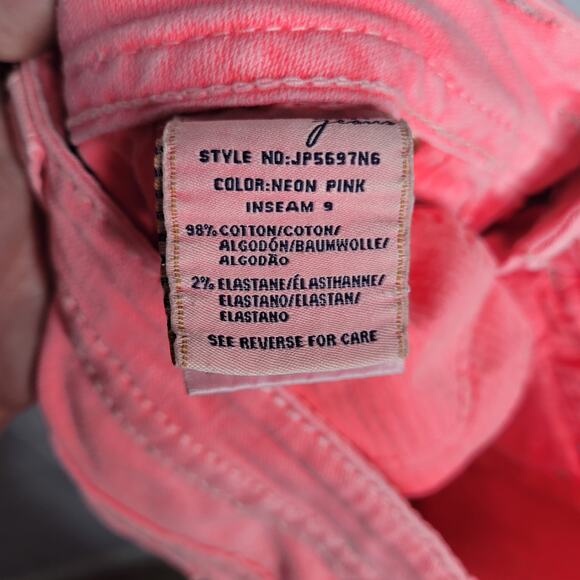 jeans
STYLE NO:JP5697N6
COLOR:NEON PINK
INSEAM 9
98% COTTON/COTON/
ALGODÓN/BAUMWOLLE/
ALGODÃO
2% ELASTANE/ÉLASTHANNE/
ELASTANO/ELASTAN/
ELASTANO
SEE REVERSE FOR CARE